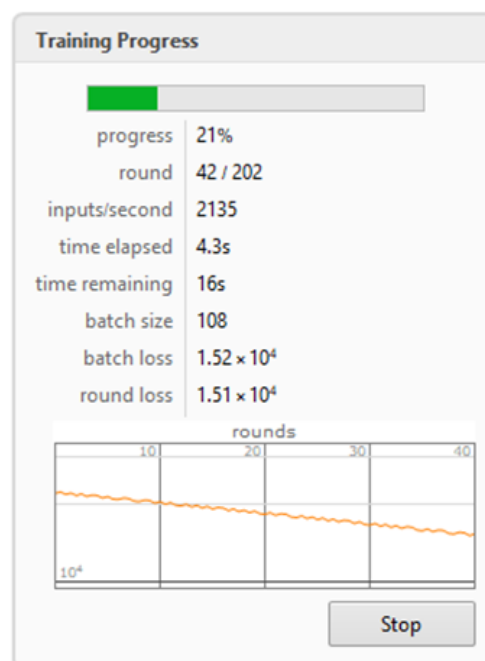 Training Progress
progress 21%
round 42 / 202
inputs/second 2135
time elapsed 4.3s
time remaining 16s
batch size 108
batch loss 1.52 × 10⁴
round loss 1.51 × 10⁴
rounds
10 20 30 40
10⁴
Stop